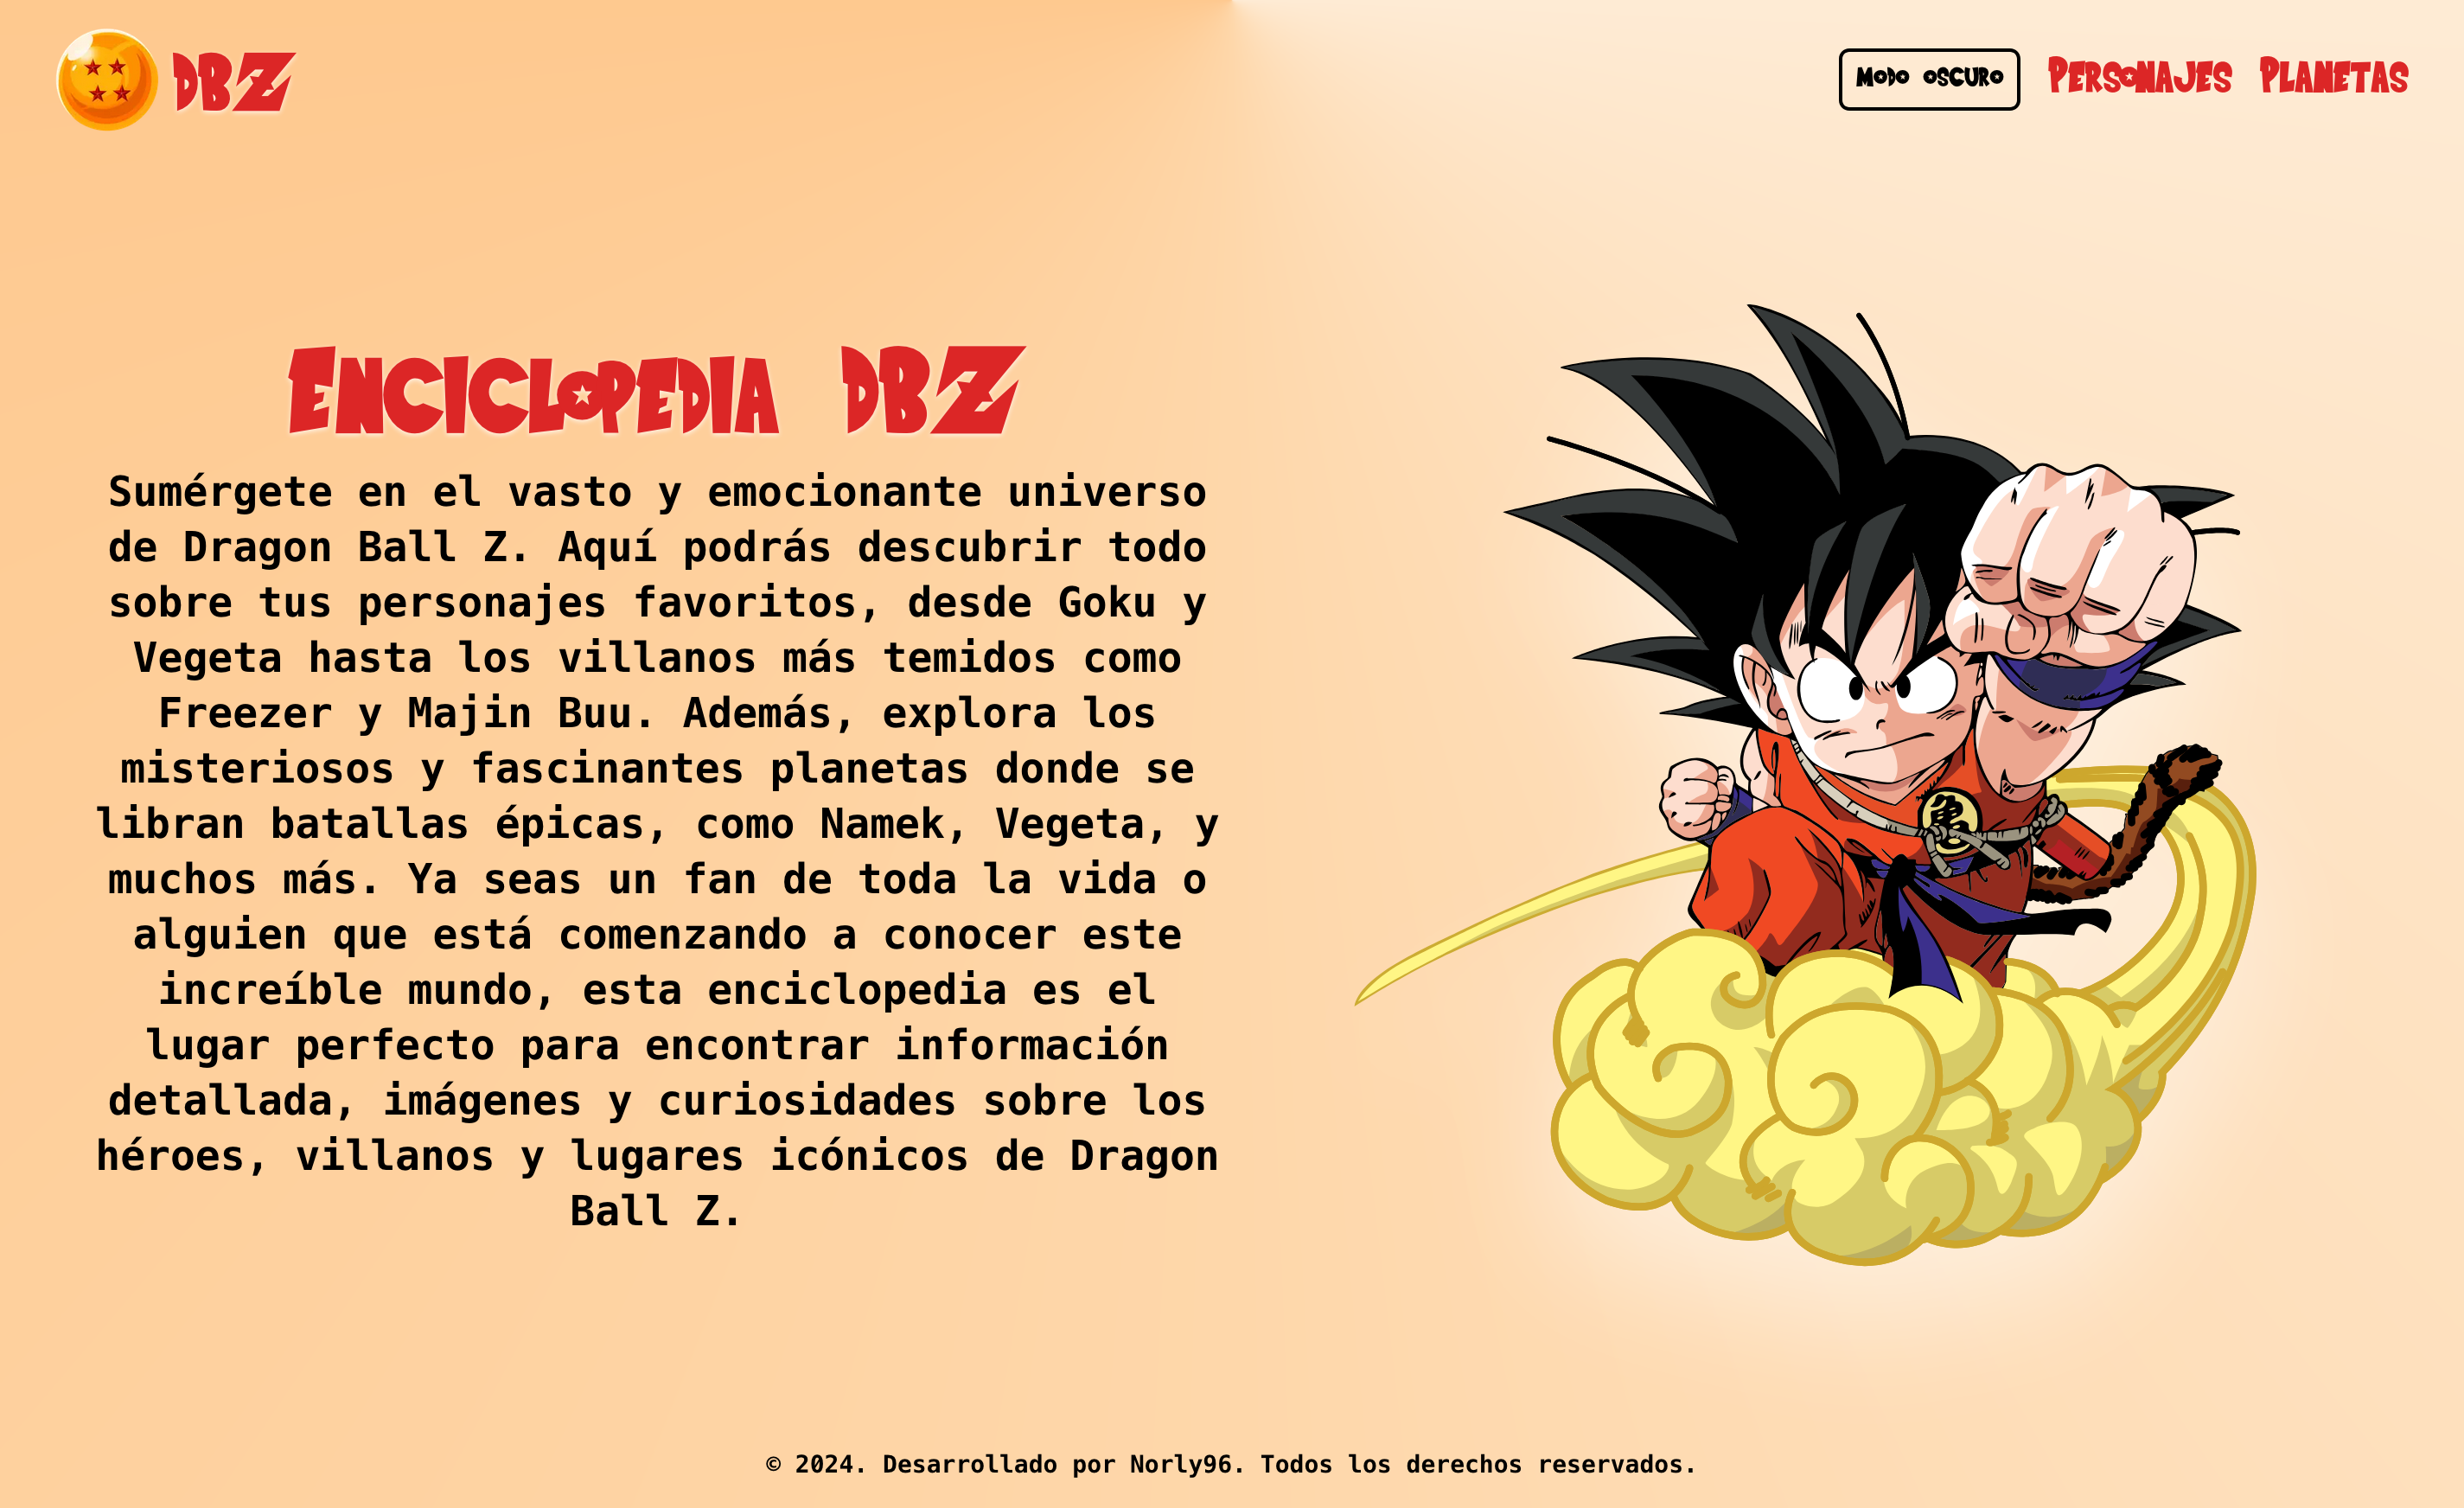 DBZ
Modo oscuro
Personajes
Planetas
Enciclopedia DBZ
Sumérgete en el vasto y emocionante universo
de Dragon Ball Z. Aquí podrás descubrir todo
sobre tus personajes favoritos, desde Goku y
Vegeta hasta los villanos más temidos como
Freezer y Majin Buu. Además, explora los
misteriosos y fascinantes planetas donde se
libran batallas épicas, como Namek, Vegeta, y
muchos más. Ya seas un fan de toda la vida o
alguien que está comenzando a conocer este
increíble mundo, esta enciclopedia es el
lugar perfecto para encontrar información
detallada, imágenes y curiosidades sobre los
héroes, villanos y lugares icónicos de Dragon
Ball Z.
亀
© 2024. Desarrollado por Norly96. Todos los derechos reservados.